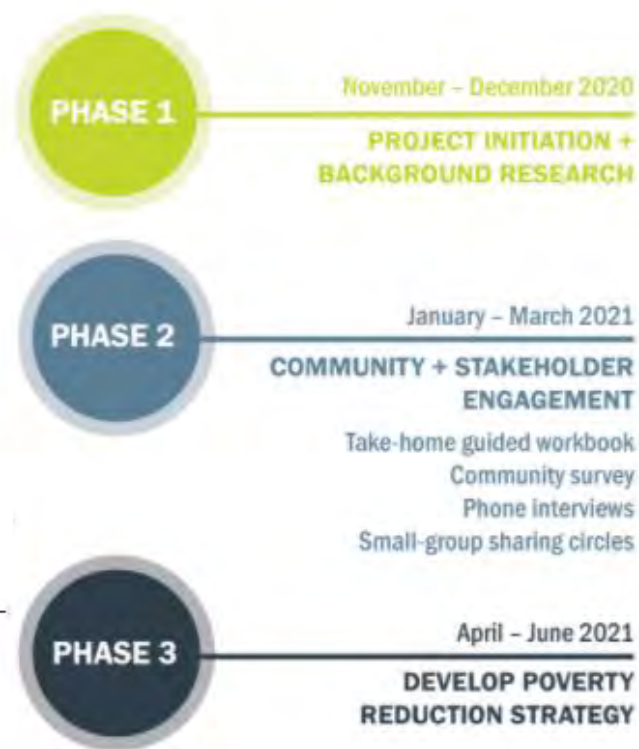 PHASE 1
November – December 2020
PROJECT INITIATION +
BACKGROUND RESEARCH
PHASE 2
January – March 2021
COMMUNITY + STAKEHOLDER
ENGAGEMENT
Take-home guided workbook
Community survey
Phone interviews
Small-group sharing circles
PHASE 3
April – June 2021
DEVELOP POVERTY
REDUCTION STRATEGY